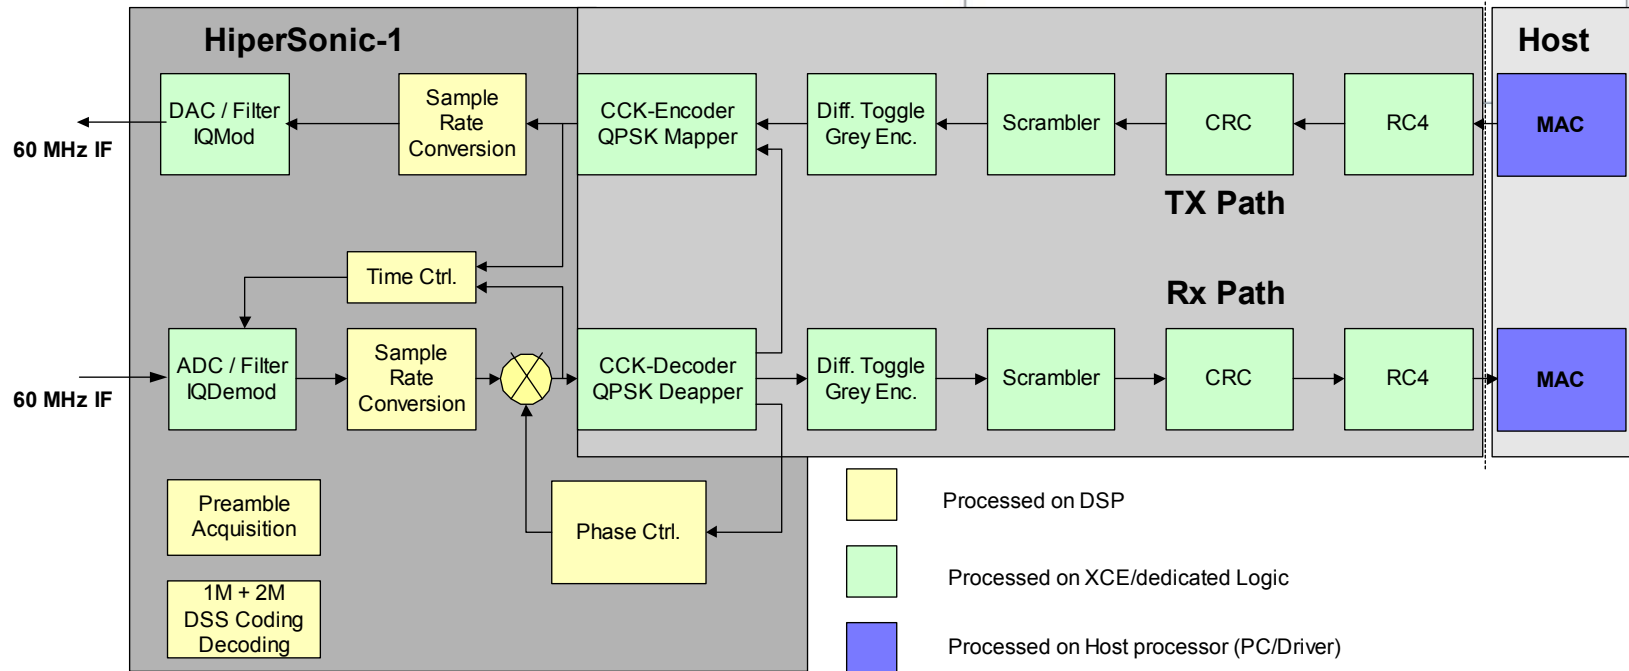 HiperSonic-1
Host
DAC / Filter
IQMod
Sample
Rate
Conversion
CCK-Encoder
QPSK Mapper
Diff. Toggle
Grey Enc.
Scrambler
CRC
RC4
MAC
60 MHz IF
TX Path
Time Ctrl.
Rx Path
ADC / Filter
IQDemod
Sample
Rate
Conversion
CCK-Decoder
QPSK Deapper
Diff. Toggle
Grey Enc.
Scrambler
CRC
RC4
MAC
60 MHz IF
Preamble
Acquisition
Phase Ctrl.
Processed on DSP
Processed on XCE/dedicated Logic
1M + 2M
DSS Coding
Decoding
Processed on Host processor (PC/Driver)